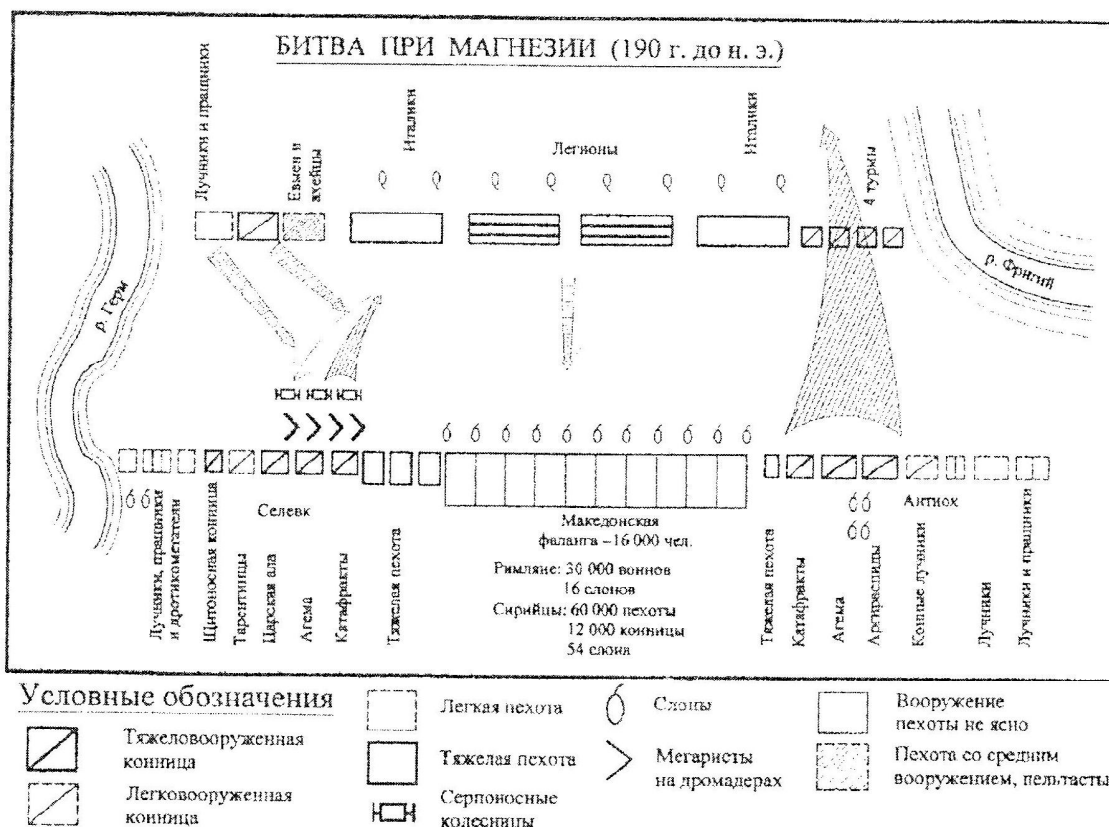 БИТВА ПРИ МАГНЕЗИИ (190 г. до н. э.)
Лучники и пращники
Евмен и
ахейцы
Италики
Легионы
Италики
4 турмы
р. Герм
р. Фригий
Селевк
Антиох
Македонская
фаланга –16 000 чел.
Римляне: 30 000 воинов
16 слонов
Сирийцы: 60 000 пехоты
12 000 конницы
54 слона
Лучники, пращники
и дротикометатели
Щитоносная конница
Тарентинцы
Царская ала
Агема
Катафракты
Тяжелая пехота
Тяжелая пехота
Катафракты
Агема
Аргираспиды
Конные лучники
Лучники
Лучники и пращники
Условные обозначения
Тяжеловооруженная
конница
Легковооруженная
конница
Легкая пехота
Тяжелая пехота
Серпоносные
колесницы
Слоны
Мегаристы
на дромадерах
Вооружение
пехоты не ясно
Пехота со средним
вооружением, пельтасты